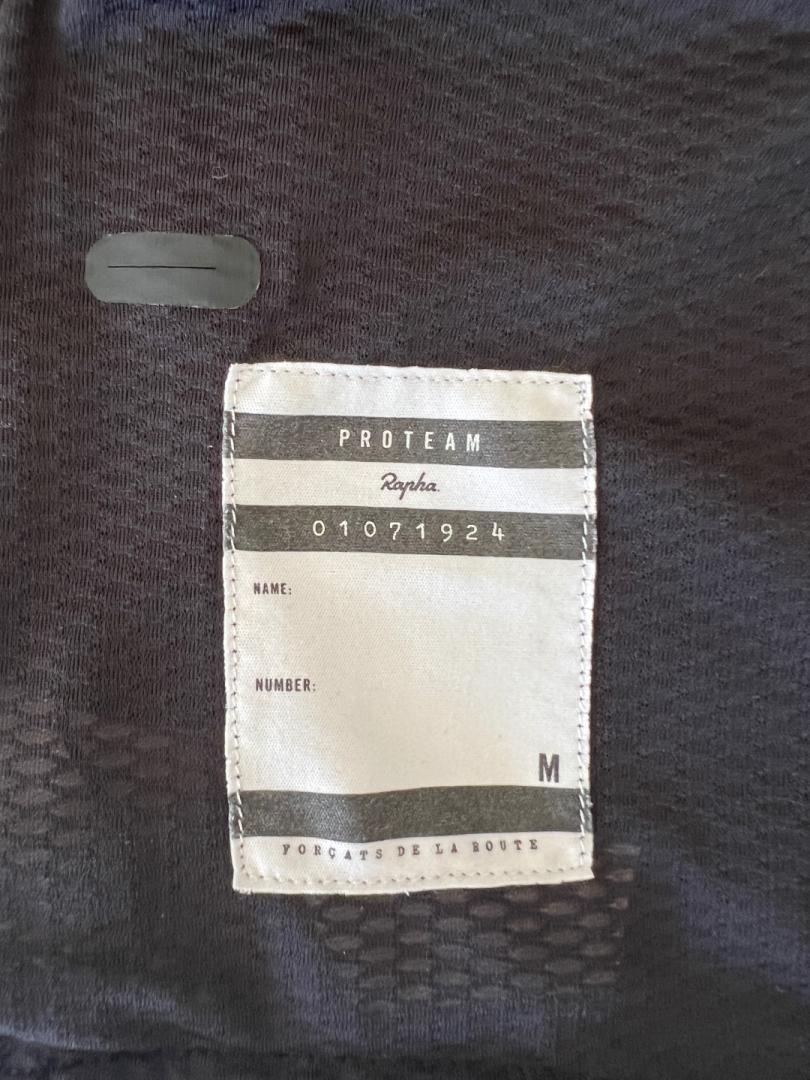 PROTEAM
Rapha.
01071924
NAME:
NUMBER:
M
FORÇATS DE LA ROUTE